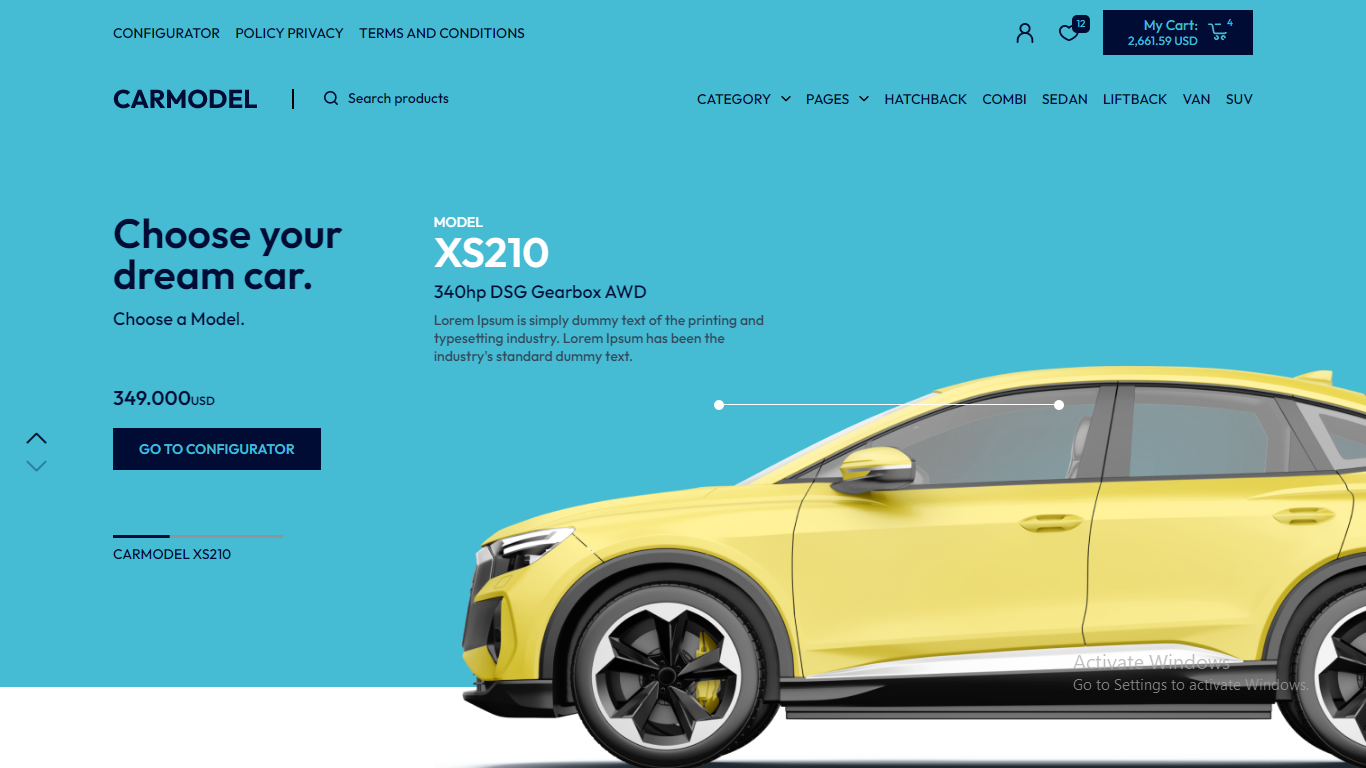 CONFIGURATOR POLICY PRIVACY TERMS AND CONDITIONS
12
My Cart: 4
2,661.59 USD
CARMODEL
Search products
CATEGORY PAGES HATCHBACK COMBI SEDAN LIFTBACK VAN SUV
Choose your
dream car.
Choose a Model.
349.000USD
GO TO CONFIGURATOR
CARMODEL XS210
MODEL
XS210
340hp DSG Gearbox AWD
Lorem Ipsum is simply dummy text of the printing and
typesetting industry. Lorem Ipsum has been the
industry's standard dummy text.
Activate Windows
Go to Settings to activate Windows.